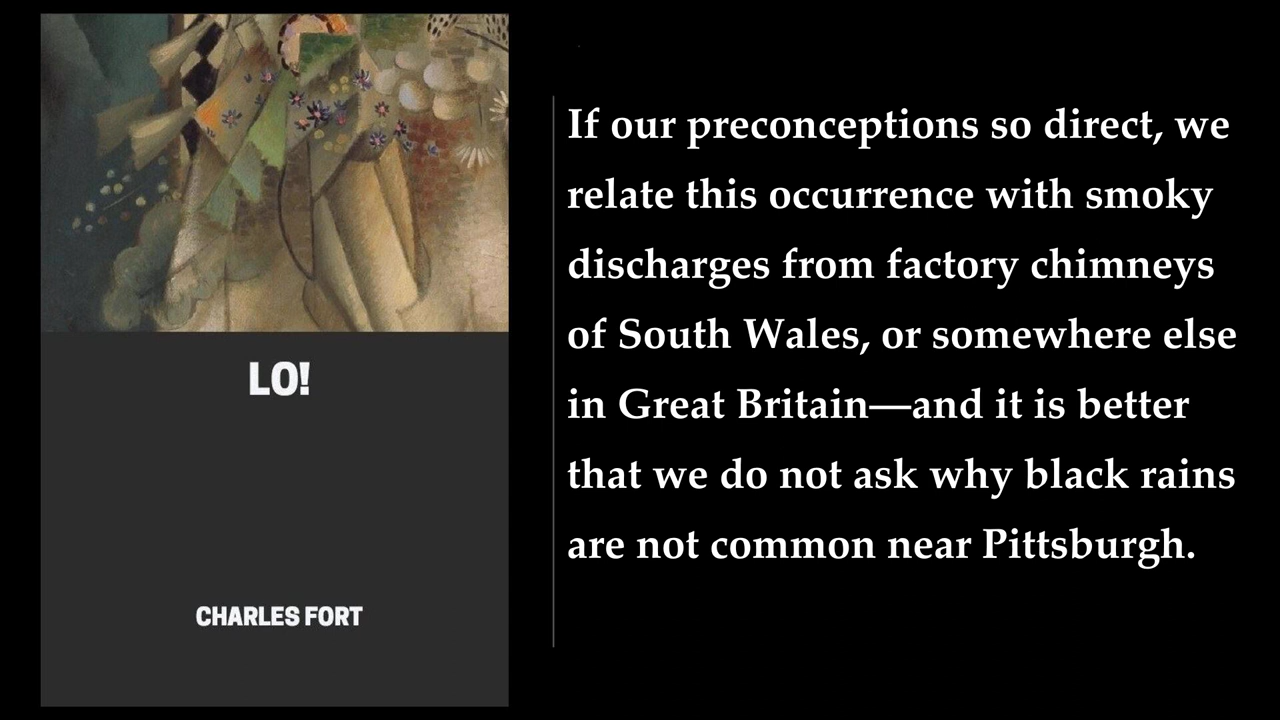 LO!
CHARLES FORT
If our preconceptions so direct, we
relate this occurrence with smoky
discharges from factory chimneys
of South Wales, or somewhere else
in Great Britain—and it is better
that we do not ask why black rains
are not common near Pittsburgh.